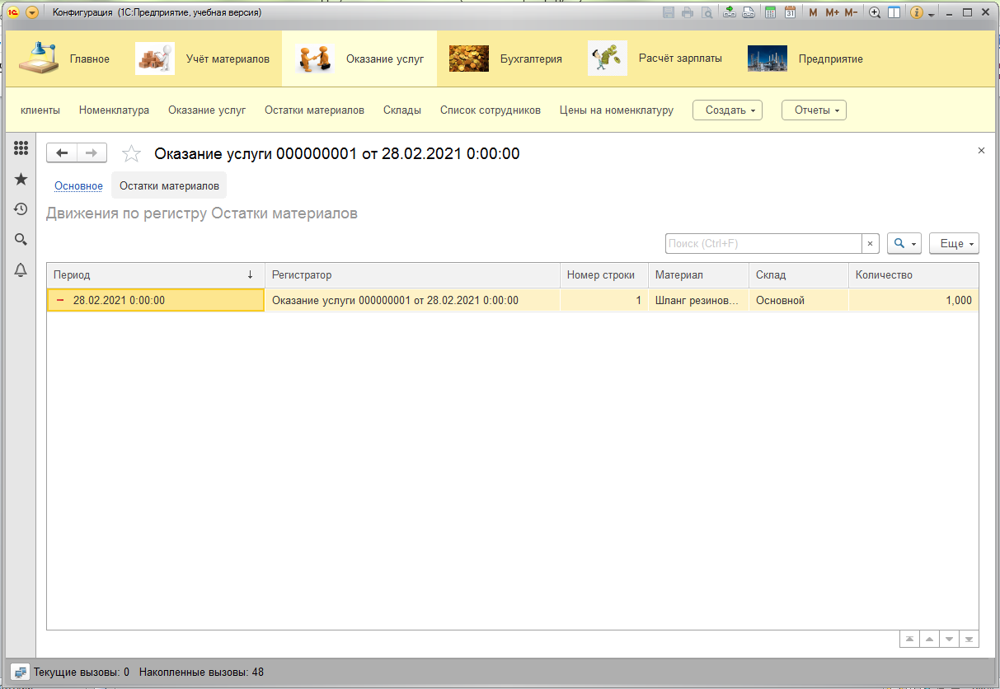 Конфигурация (1С:Предприятие, учебная версия)
M M+ M-
Главное Учёт материалов Оказание услуг Бухгалтерия Расчёт зарплаты Предприятие
клиенты Номенклатура Оказание услуг Остатки материалов Склады Список сотрудников Цены на номенклатуру Создать Отчеты
Оказание услуги 000000001 от 28.02.2021 0:00:00
Основное Остатки материалов
Движения по регистру Остатки материалов
Поиск (Ctrl+F) Еще
Период Регистратор Номер строки Материал Склад Количество
28.02.2021 0:00:00 Оказание услуги 000000001 от 28.02.2021 0:00:00 1 Шланг резинов... Основной 1,000
Текущие вызовы: 0 Накопленные вызовы: 48